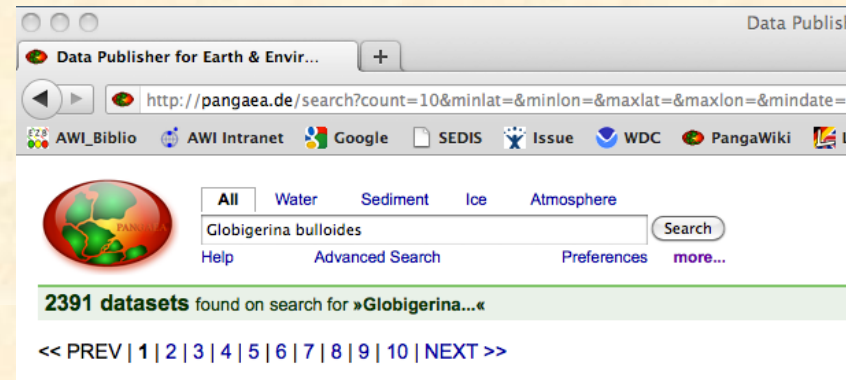 Data Publis
Data Publisher for Earth & Envir...
http://pangaea.de/search?count=10&minlat=&minlon=&maxlat=&maxlon=&mindate=
EZB AWI_Biblio AWI Intranet Google SEDIS Issue WDC PangaWiki L
All Water Sediment Ice Atmosphere
PANGAEA
Globigerina bulloides Search
Help Advanced Search Preferences more...
2391 datasets found on search for »Globigerina...«
<< PREV | 1 | 2 | 3 | 4 | 5 | 6 | 7 | 8 | 9 | 10 | NEXT >>